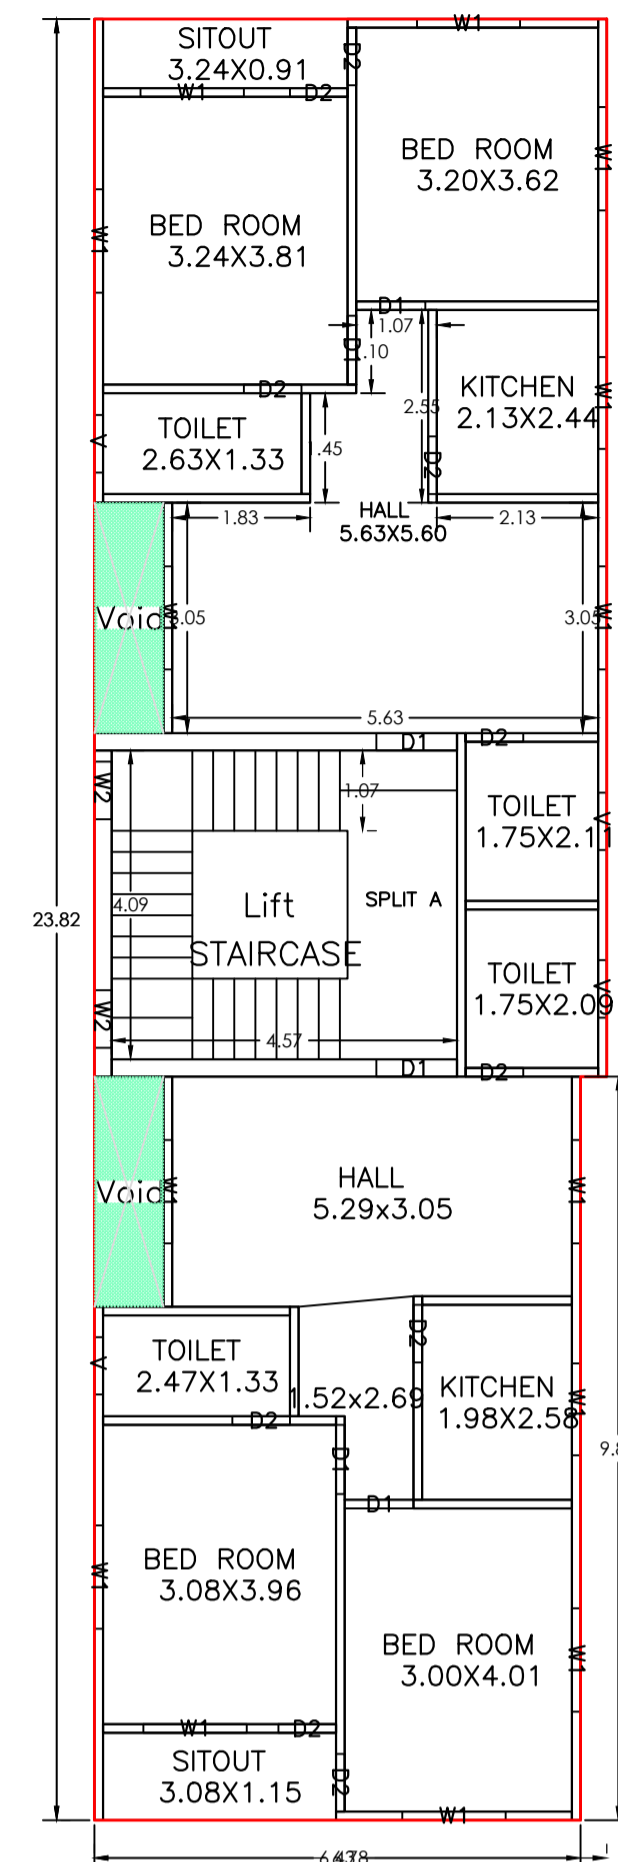 W1
SITOUT
3.24X0.91
D2
W1
D2
BED ROOM
3.20X3.62
W1
BED ROOM
3.24X3.81
W1
D1
1.07
D1
.10
D2
KITCHEN
2.13X2.44
W1
2.55
TOILET
2.63X1.33
V
.45
D2
HALL
5.63X5.60
1.83
2.13
Void
W1
3.05
3.05
W1
5.63
D1
D2
W2
1.07
TOILET
1.75X2.11
V
4.09
Lift
SPLIT A
23.82
STAIRCASE
TOILET
1.75X2.09
V
W2
4.57
D1
D2
HALL
5.29x3.05
Void
W1
W1
TOILET
2.47X1.33
V
D2
1.52x2.69
KITCHEN
1.98X2.58
W1
D2
D1
9.8
D1
BED ROOM
3.08X3.96
W1
BED ROOM
3.00X4.01
W1
W1
D2
SITOUT
3.08X1.15
D2
W1